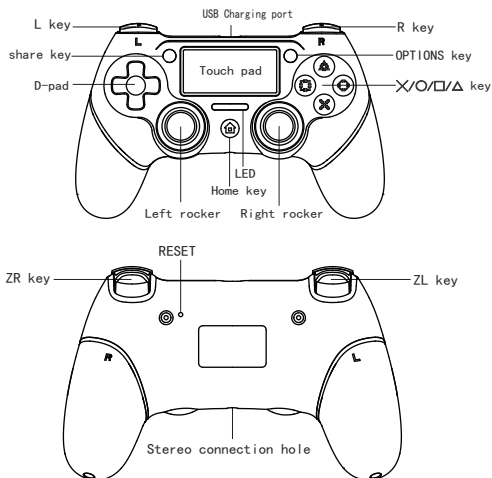 USB Charging port
L key
R key
L
R
share key
OPTIONS key
Touch pad
D-pad
X/O/□/△ key
LED
Home key
Left rocker
Right rocker
RESET
ZR key
ZL key
R
L
Stereo connection hole